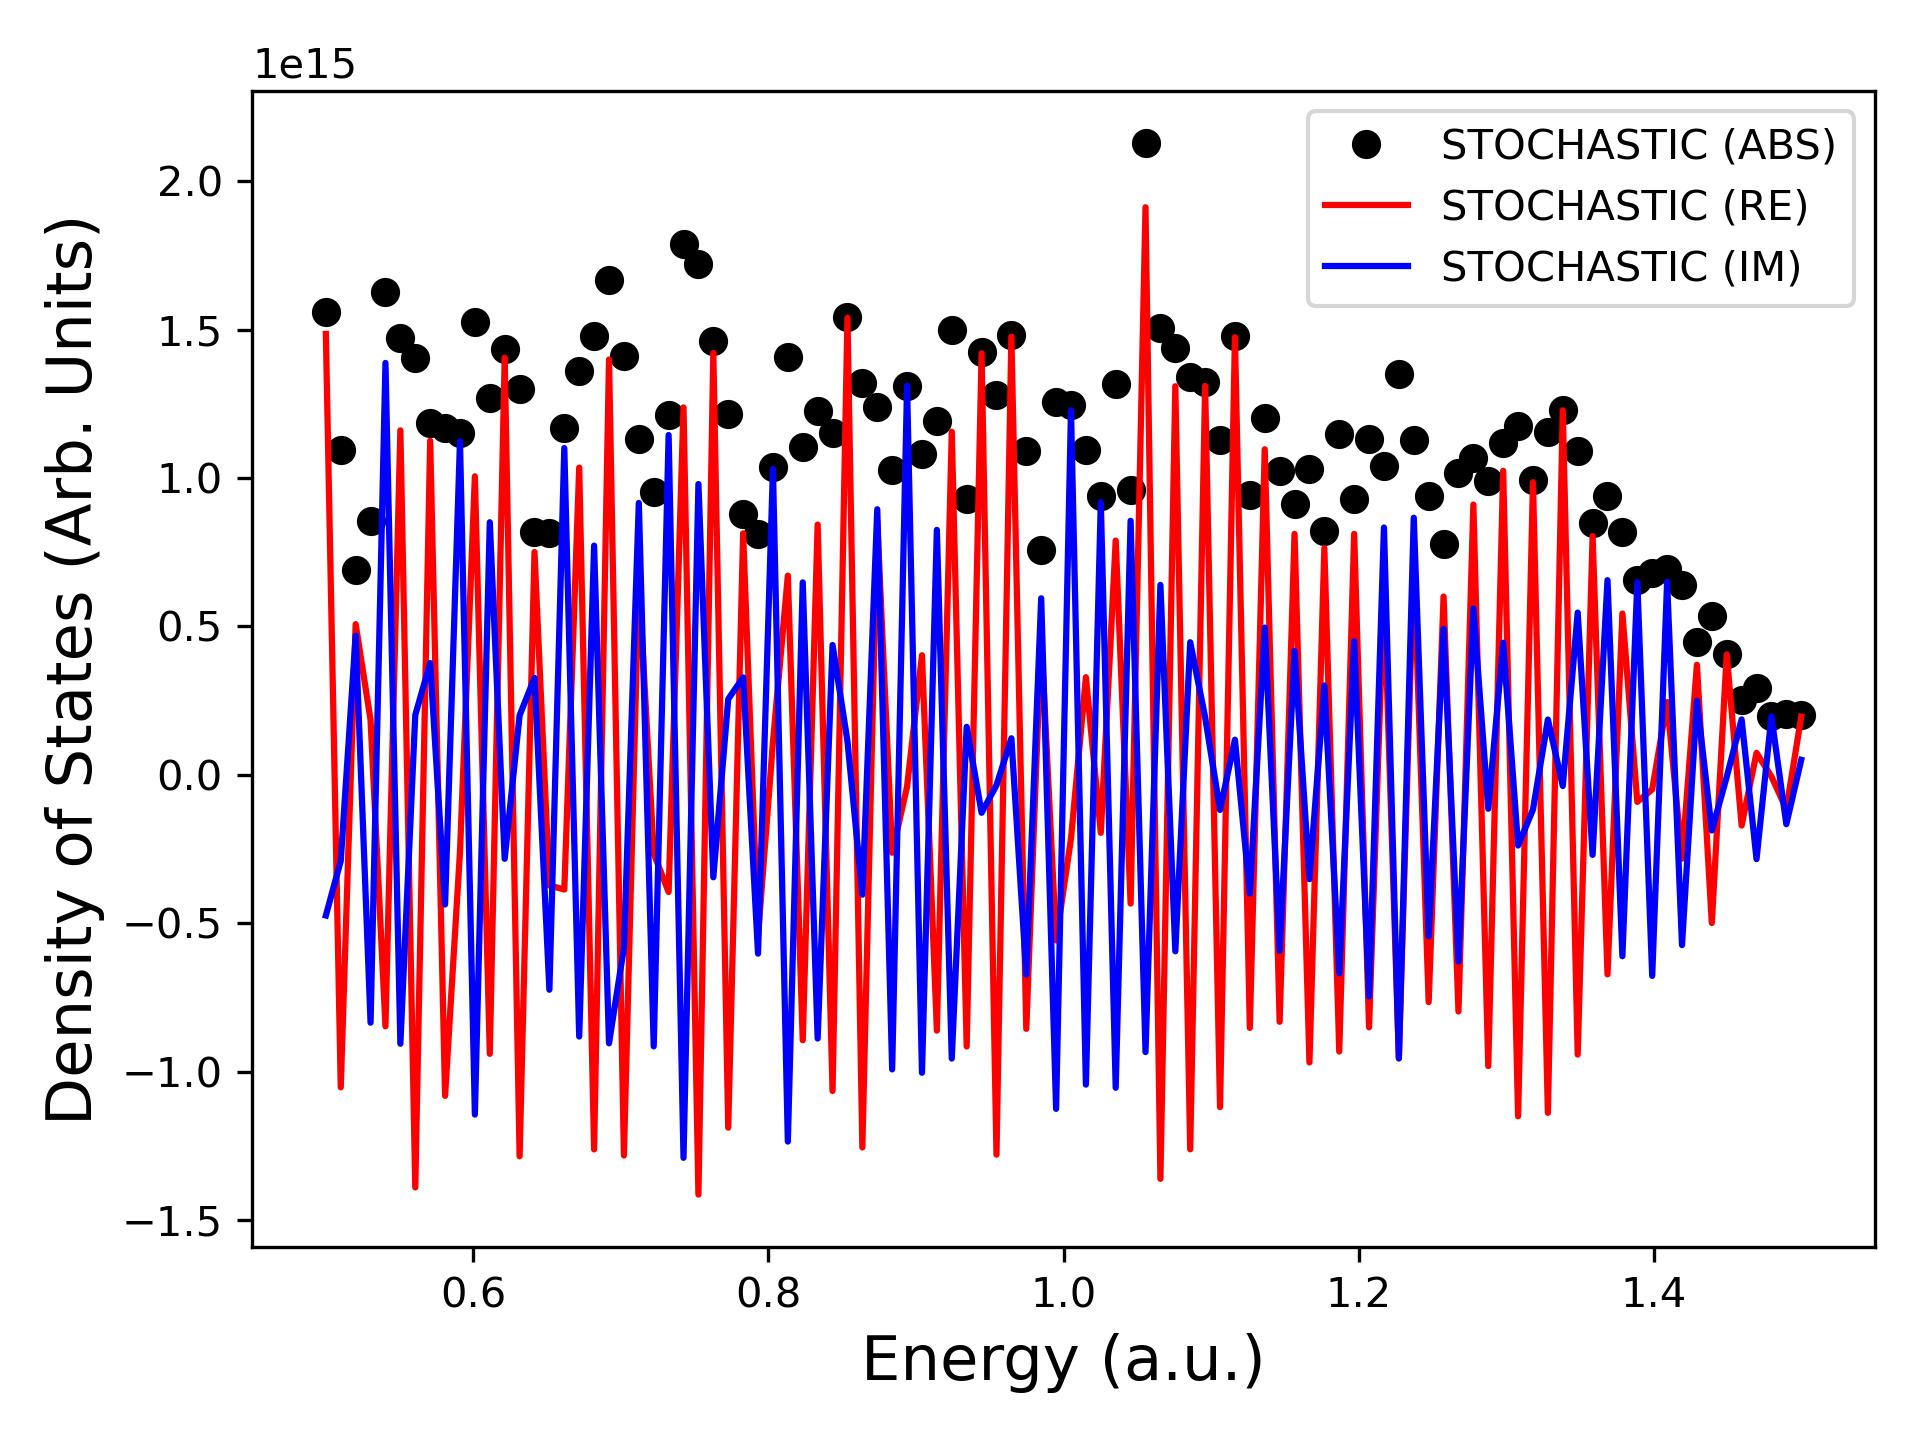 1e15
2.0
1.5
1.0
0.5
0.0
−0.5
−1.0
−1.5
Density of States (Arb. Units)
STOCHASTIC (ABS)
STOCHASTIC (RE)
STOCHASTIC (IM)
0.6 0.8 1.0 1.2 1.4
Energy (a.u.)